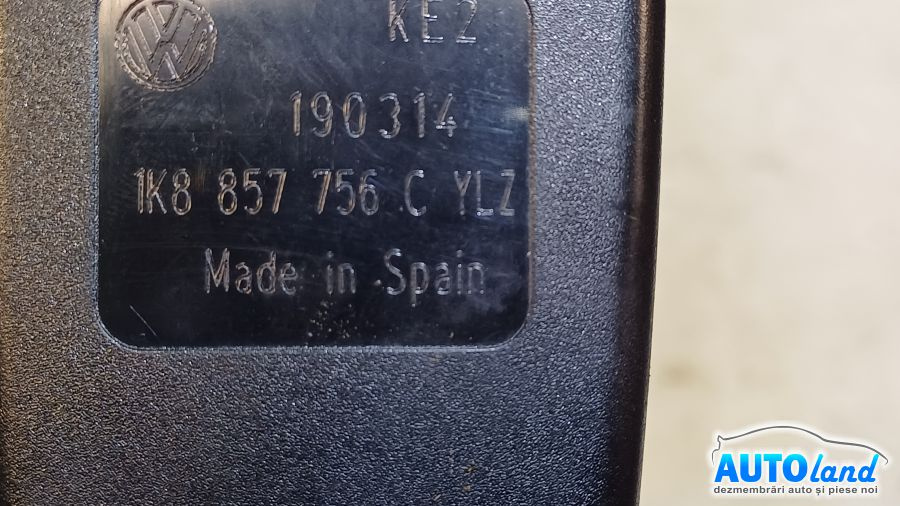 KE2
190314
1K8 857 756 C YLZ
Made in Spain
AUTOland
dezmembrări auto și piese noi